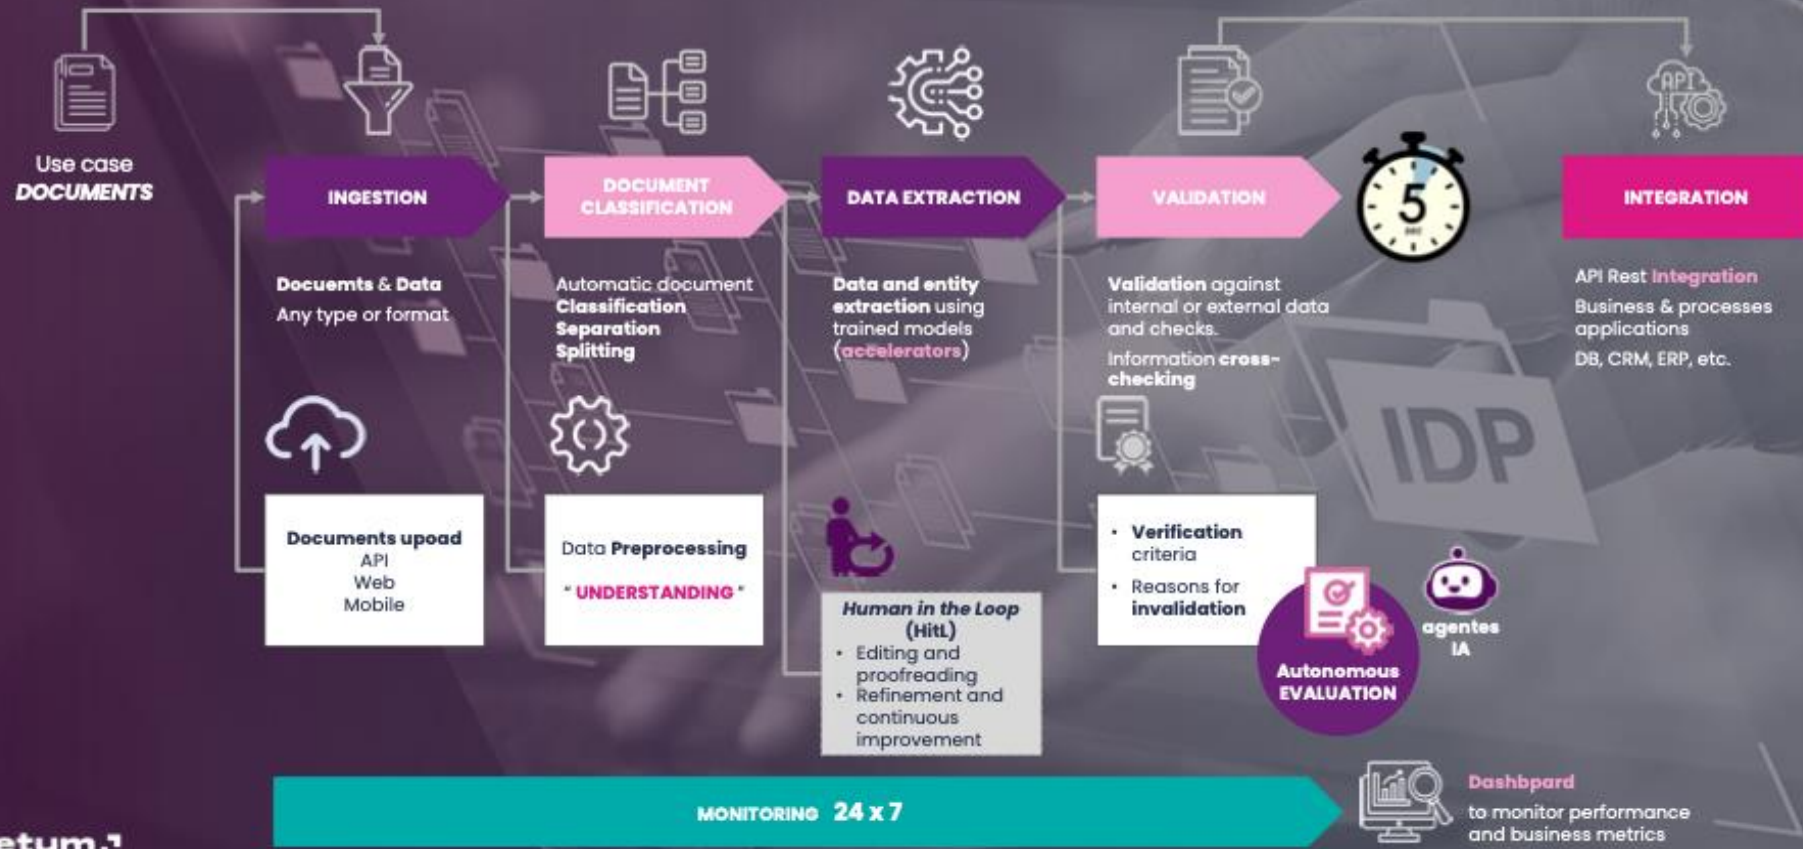 Use case
DOCUMENTS
INGESTION
Docuemts & Data
Any type or format
Documents upoad
API
Web
Mobile
DOCUMENT
CLASSIFICATION
Automatic document
Classification
Separation
Splitting
Data Preprocessing
" UNDERSTANDING "
DATA EXTRACTION
Data and entity
extraction using
trained models
(accelerators)
Human in the Loop
(HitL)
• Editing and
proofreading
• Refinement and
continuous
improvement
VALIDATION
Validation against
internal or external data
and checks.
Information cross-
checking
• Verification
criteria
• Reasons for
invalidation
Autonomous
EVALUATION
agentes
IA
5
API
INTEGRATION
API Rest Integration
Business & processes
applications
DB, CRM, ERP, etc.
IDP
MONITORING 24 x 7
Dashbpard
to monitor performance
and business metrics
etum